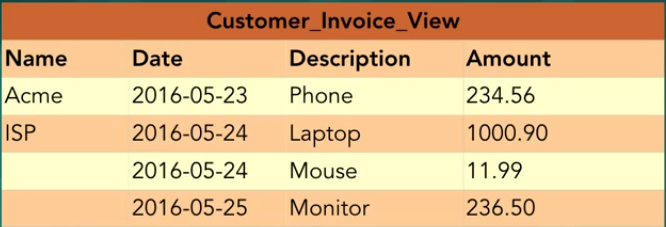 Customer_Invoice_View
Name Date Description Amount
Acme 2016-05-23 Phone 234.56
ISP 2016-05-24 Laptop 1000.90
2016-05-24 Mouse 11.99
2016-05-25 Monitor 236.50